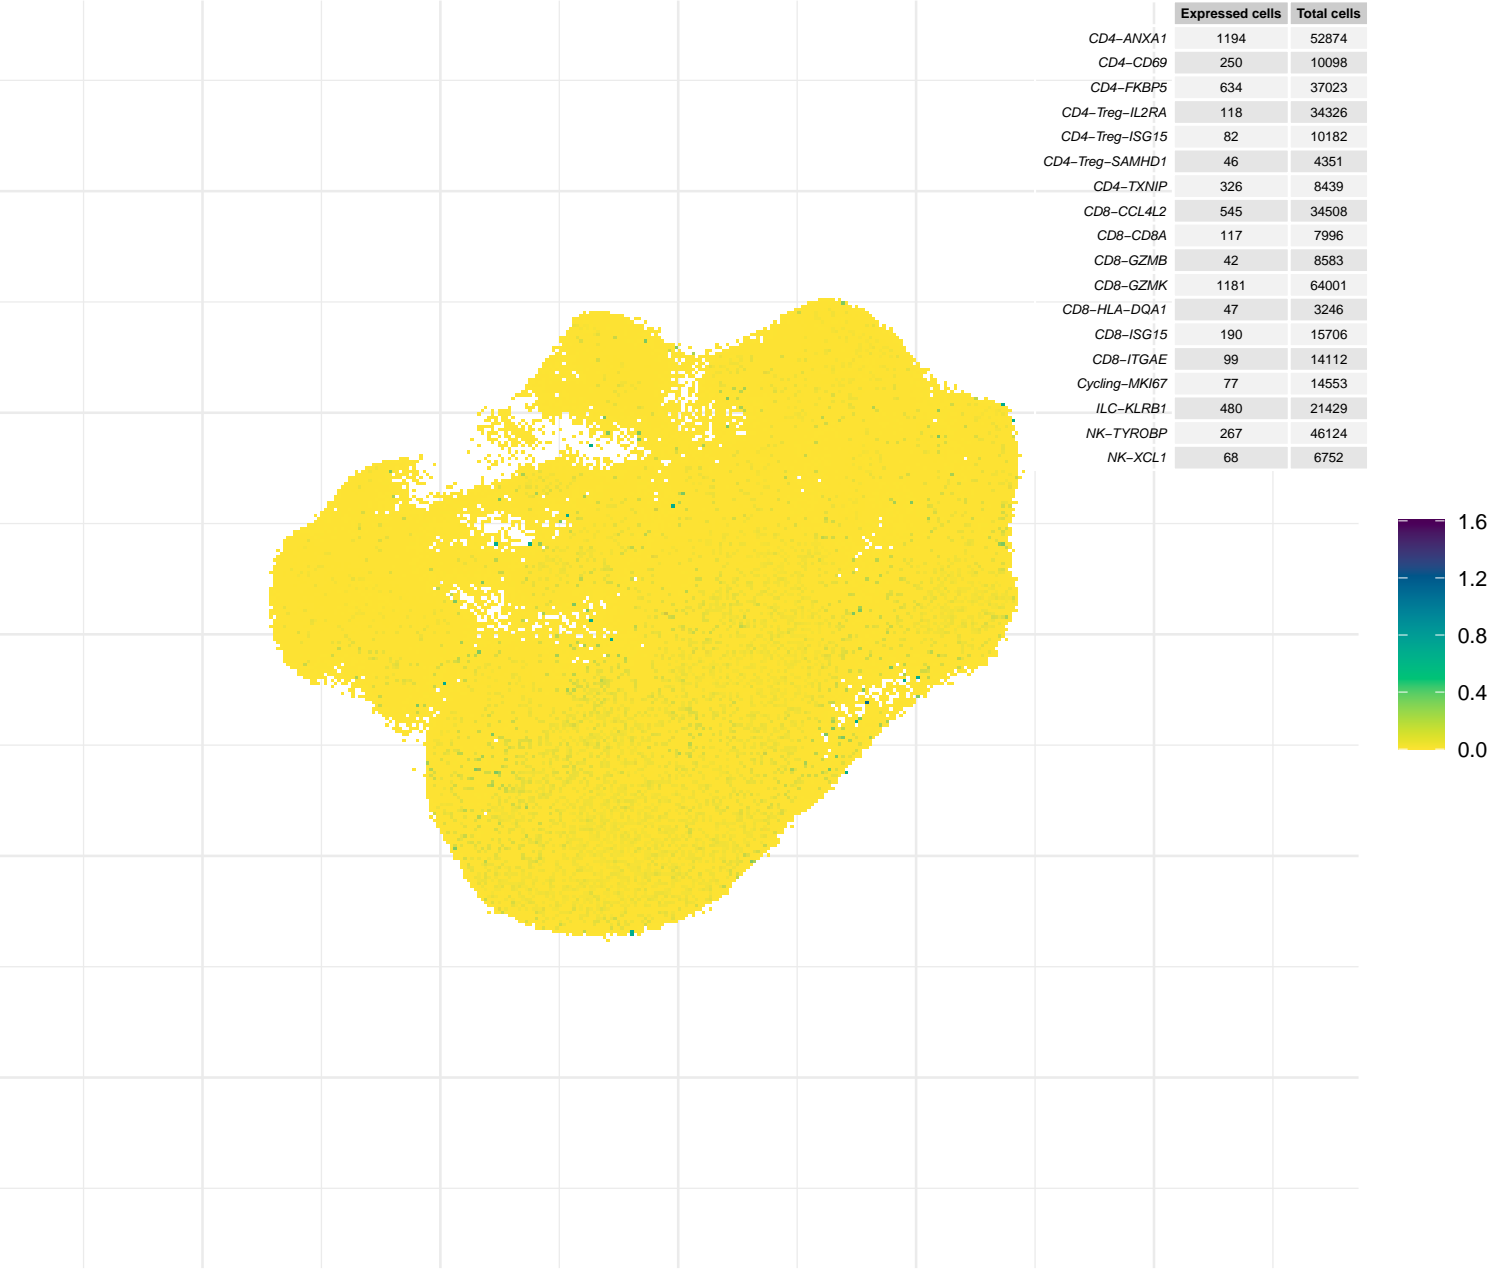 Expressed cells Total cells
CD4−ANXA1 1194 52874
CD4−CD69 250 10098
CD4−FKBP5 634 37023
CD4−Treg−IL2RA 118 34326
CD4−Treg−ISG15 82 10182
CD4−Treg−SAMHD1 46 4351
CD4−TXNIP 326 8439
CD8−CCL4L2 545 34508
CD8−CD8A 117 7996
CD8−GZMB 42 8583
CD8−GZMK 1181 64001
CD8−HLA−DQA1 47 3246
CD8−ISG15 190 15706
CD8−ITGAE 99 14112
Cycling−MKI67 77 14553
ILC−KLRB1 480 21429
NK−TYROBP 267 46124
NK−XCL1 68 6752
1.6
1.2
0.8
0.4
0.0